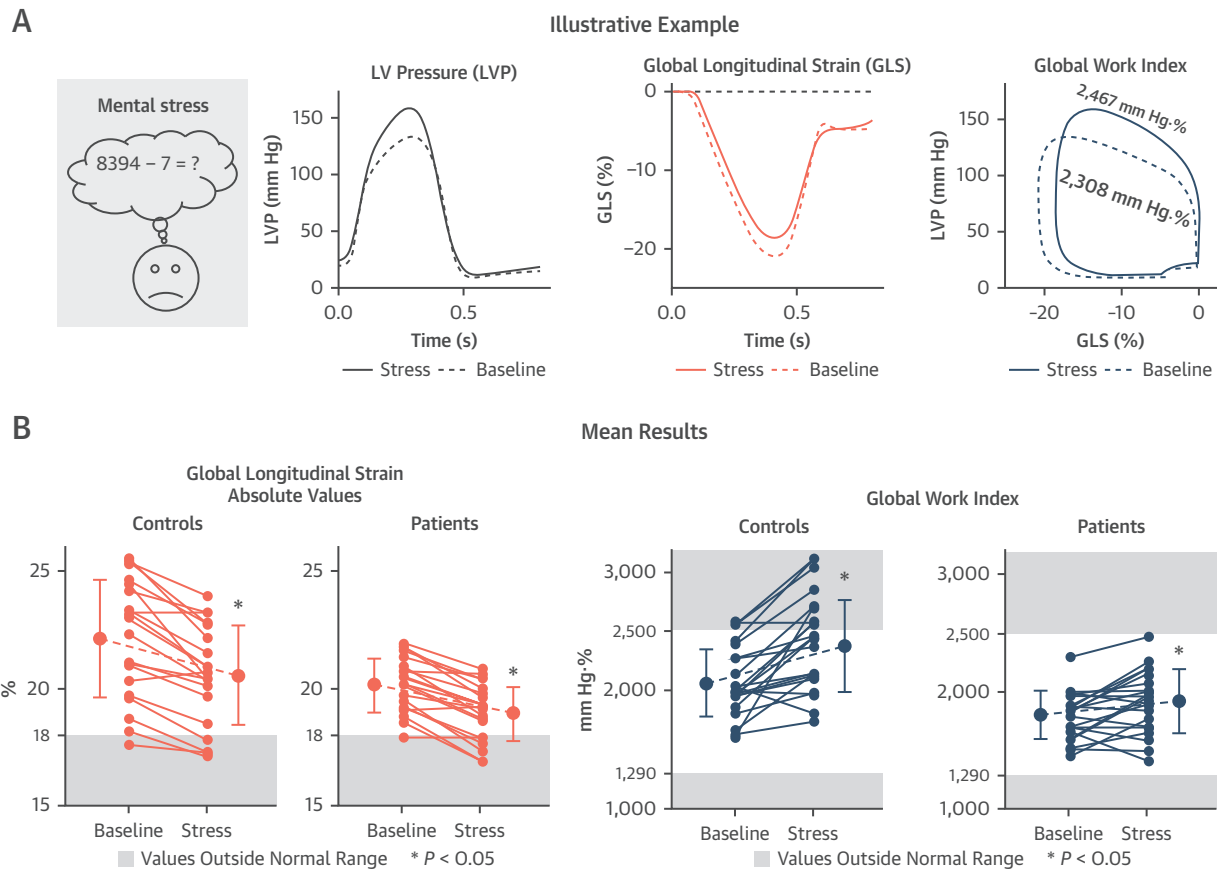 A
Illustrative Example
Mental stress
8394 − 7 = ?
LV Pressure (LVP)
LVP (mm Hg)
150
100
50
0
0.0
0.5
Time (s)
Stress
Baseline
Global Longitudinal Strain (GLS)
GLS (%)
0
−10
−20
0.0
0.5
Time (s)
Stress
Baseline
Global Work Index
LVP (mm Hg)
150
100
50
0
2,467 mm Hg·%
2,308 mm Hg·%
-20
-10
0
GLS (%)
Stress
Baseline
B
Mean Results
Global Longitudinal Strain
Absolute Values
Controls
%
25
20
18
15
*
Baseline
Stress
Patients
25
20
18
15
*
Baseline
Stress
Values Outside Normal Range
* P < 0.05
Global Work Index
Controls
mm Hg·%
3,000
2,500
2,000
1,290
1,000
*
Baseline
Stress
Patients
3,000
2,500
2,000
1,290
1,000
*
Baseline
Stress
Values Outside Normal Range
* P < 0.05